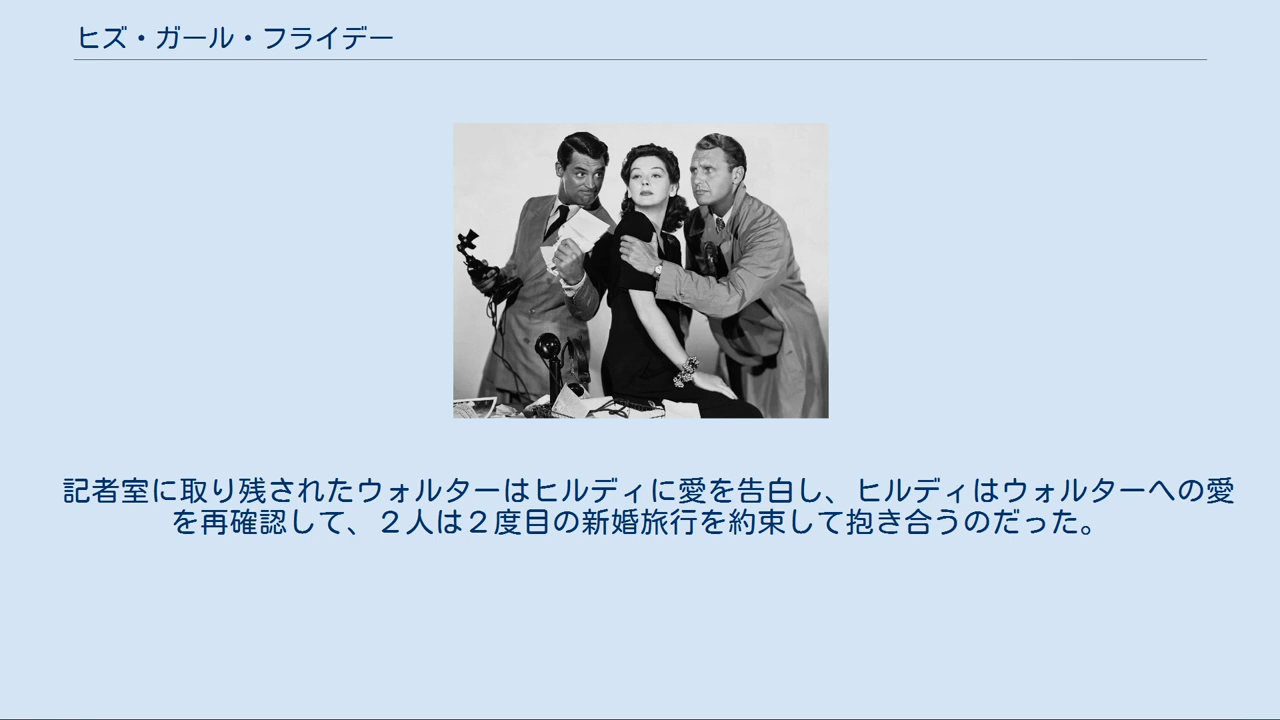 ヒズ・ガール・フライデー
記者室に取り残されたウォルターはヒルディに愛を告白し、ヒルディはウォルターへの愛
を再確認して、２人は２度目の新婚旅行を約束して抱き合うのだった。